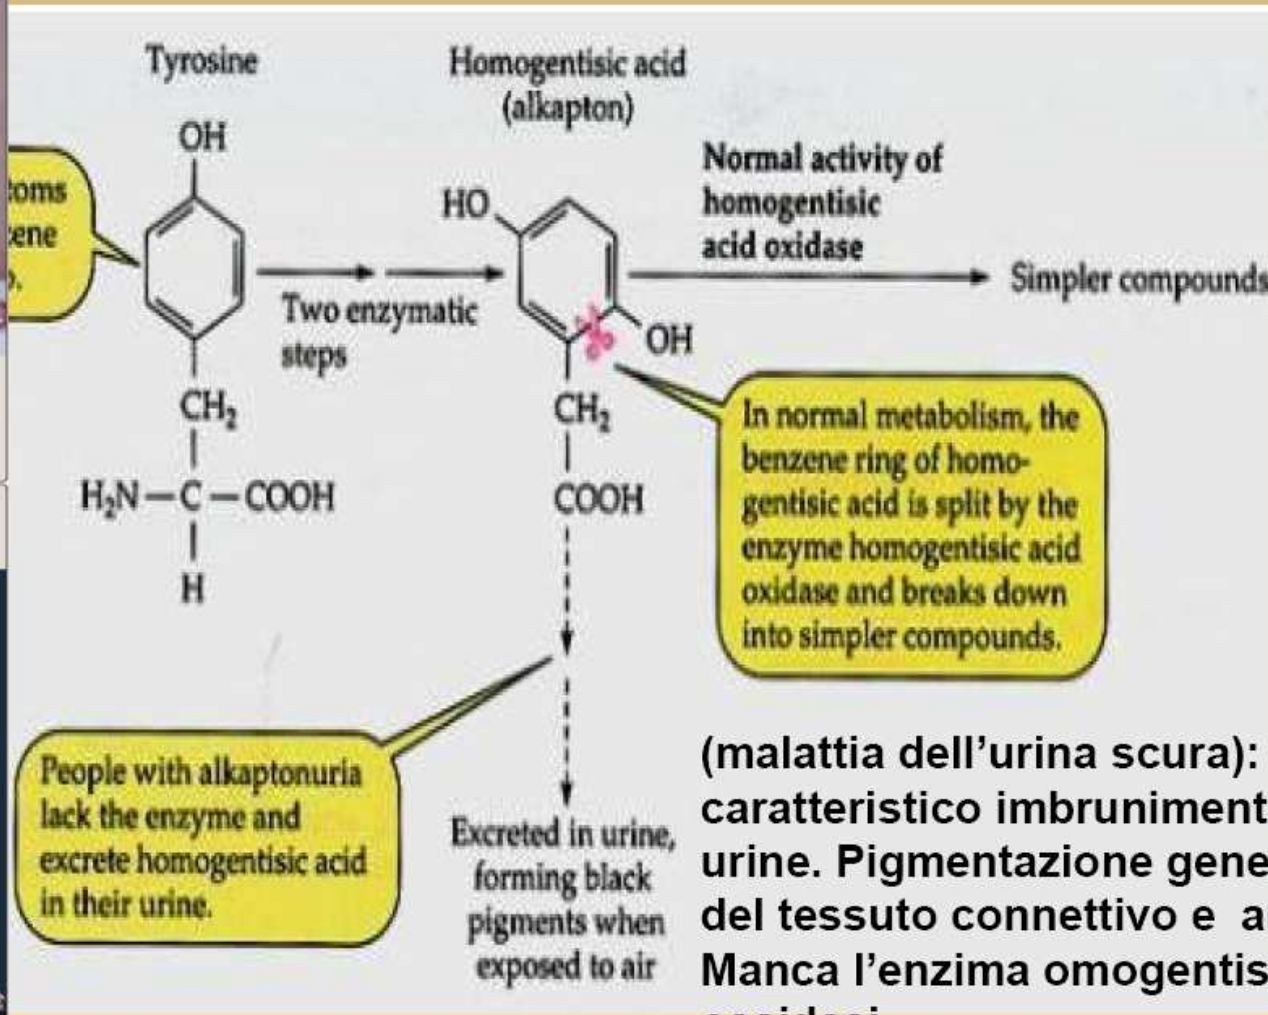 Tyrosine
OH
CH₂
H₂N—C—COOH
H
Two enzymatic
steps
Homogentisic acid
(alkapton)
HO
OH
CH₂
COOH
Normal activity of
homogentisic
acid oxidase
Simpler compounds
In normal metabolism, the
benzene ring of homo-
gentisic acid is split by the
enzyme homogentisic acid
oxidase and breaks down
into simpler compounds.
People with alkaptonuria
lack the enzyme and
excrete homogentisic acid
in their urine.
Excreted in urine,
forming black
pigments when
exposed to air
(malattia dell’urina scura):
caratteristico imbruniment
urine. Pigmentazione gene
del tessuto connettivo e a
Manca l’enzima omogentis